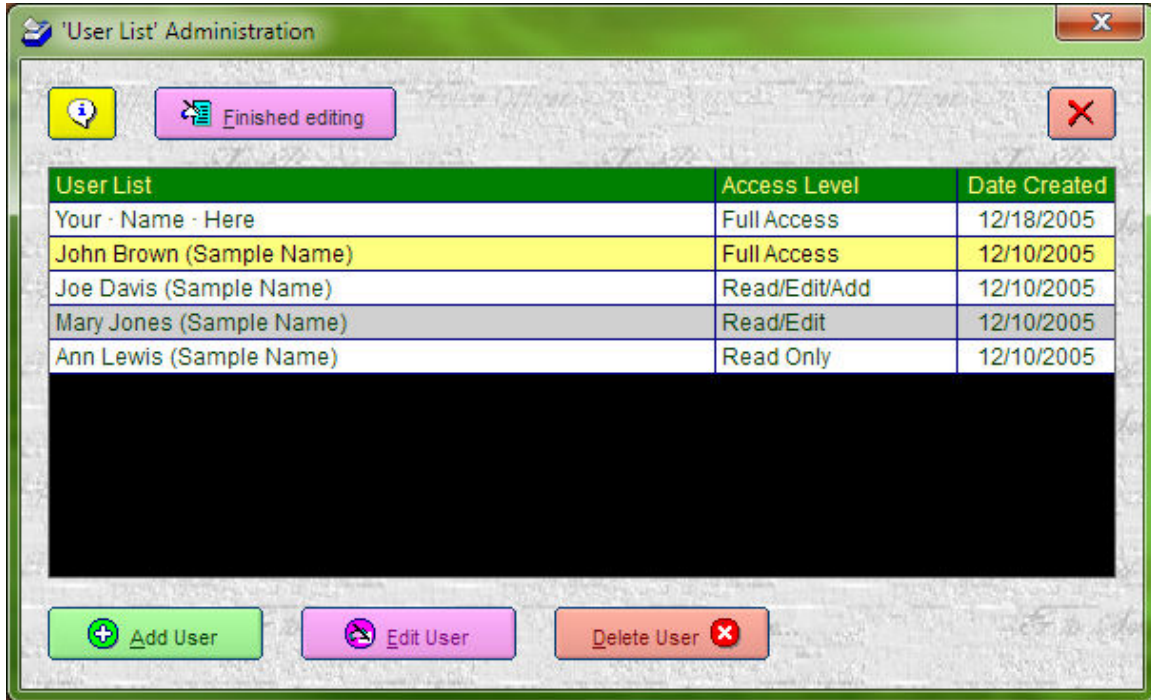 'User List' Administration
Finished editing
User List Access Level Date Created
Your · Name · Here Full Access 12/18/2005
John Brown (Sample Name) Full Access 12/10/2005
Joe Davis (Sample Name) Read/Edit/Add 12/10/2005
Mary Jones (Sample Name) Read/Edit 12/10/2005
Ann Lewis (Sample Name) Read Only 12/10/2005
Add User Edit User Delete User